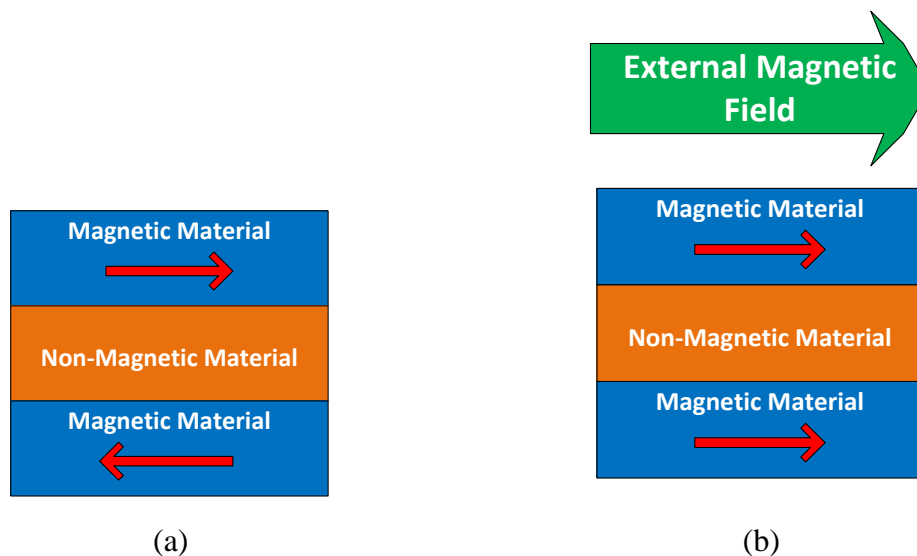 External Magnetic
Field
Magnetic Material
Non-Magnetic Material
Magnetic Material
(a)
Magnetic Material
Non-Magnetic Material
Magnetic Material
(b)